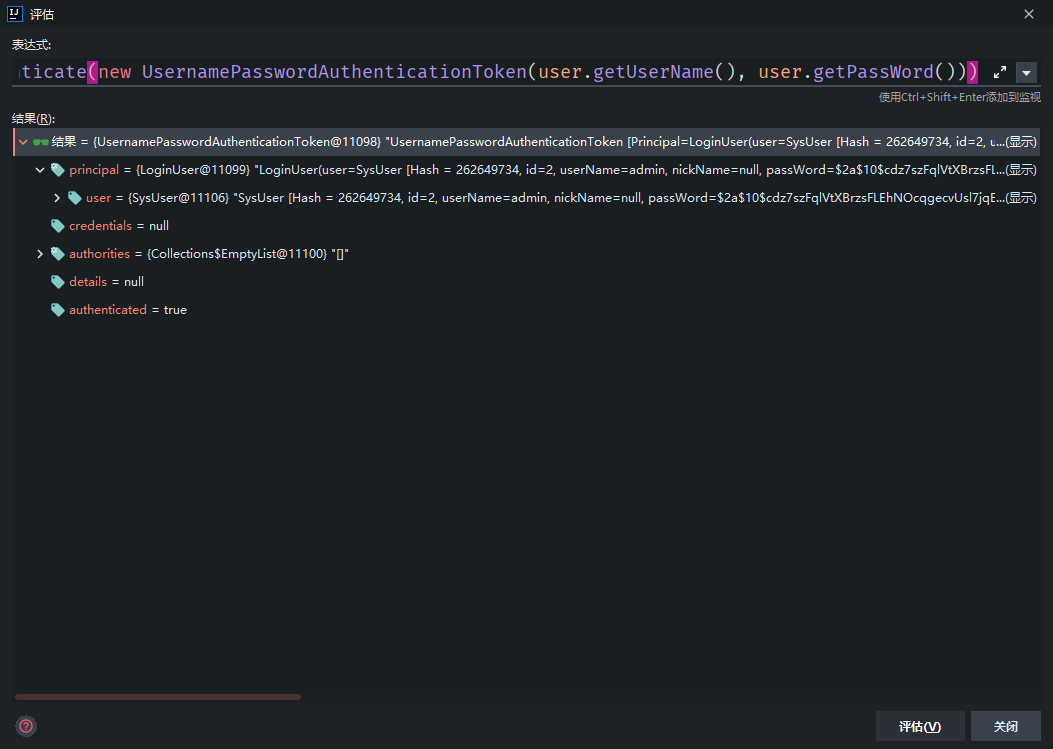 评估
表达式:
ticate(new UsernamePasswordAuthenticationToken(user.getUserName(), user.getPassWord()))
使用Ctrl+Shift+Enter添加到监视
结果(R):
结果 = {UsernamePasswordAuthenticationToken@11098} "UsernamePasswordAuthenticationToken [Principal=LoginUser(user=SysUser [Hash = 262649734, id=2, u...(显示)
principal = {LoginUser@11099} "LoginUser(user=SysUser [Hash = 262649734, id=2, userName=admin, nickName=null, passWord=$2a$10$cdz7szFqlVtXBrzsFL...(显示)
user = {SysUser@11106} "SysUser [Hash = 262649734, id=2, userName=admin, nickName=null, passWord=$2a$10$cdz7szFqlVtXBrzsFLEhNOcqgecvUsl7jqE...(显示)
credentials = null
authorities = {Collections$EmptyList@11100} "[]"
details = null
authenticated = true
评估(V)
关闭